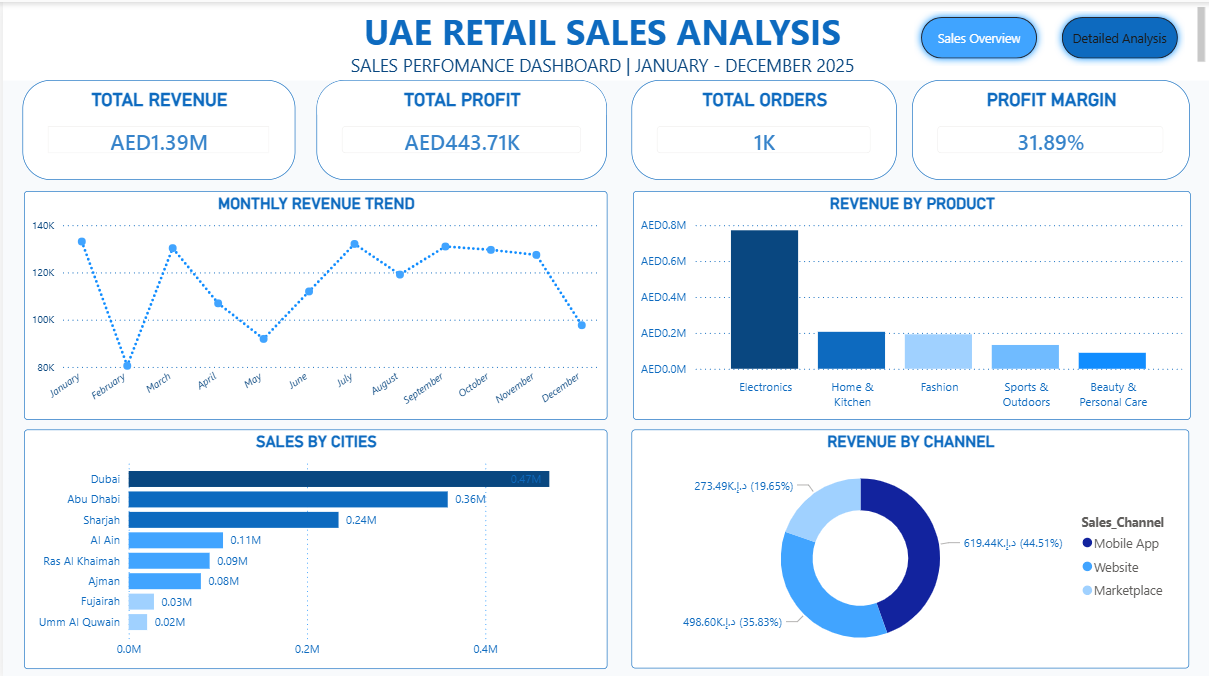 UAE RETAIL SALES ANALYSIS
SALES PERFOMANCE DASHBOARD | JANUARY - DECEMBER 2025
Sales Overview
Detailed Analysis
TOTAL REVENUE
AED1.39M
TOTAL PROFIT
AED443.71K
TOTAL ORDERS
1K
PROFIT MARGIN
31.89%
MONTHLY REVENUE TREND
140K
120K
100K
80K
January
February
March
April
May
June
July
August
September
October
November
December
REVENUE BY PRODUCT
AED0.8M
AED0.6M
AED0.4M
AED0.2M
AED0.0M
Electronics
Home &
Kitchen
Fashion
Sports &
Outdoors
Beauty &
Personal Care
SALES BY CITIES
Dubai 0.47M
Abu Dhabi 0.36M
Sharjah 0.24M
Al Ain 0.11M
Ras Al Khaimah 0.09M
Ajman 0.08M
Fujairah 0.03M
Umm Al Quwain 0.02M
0.0M 0.2M 0.4M
REVENUE BY CHANNEL
273.49K د.إ.‏ (19.65%)
619.44K د.إ.‏ (44.51%)
498.60K د.إ.‏ (35.83%)
Sales_Channel
Mobile App
Website
Marketplace